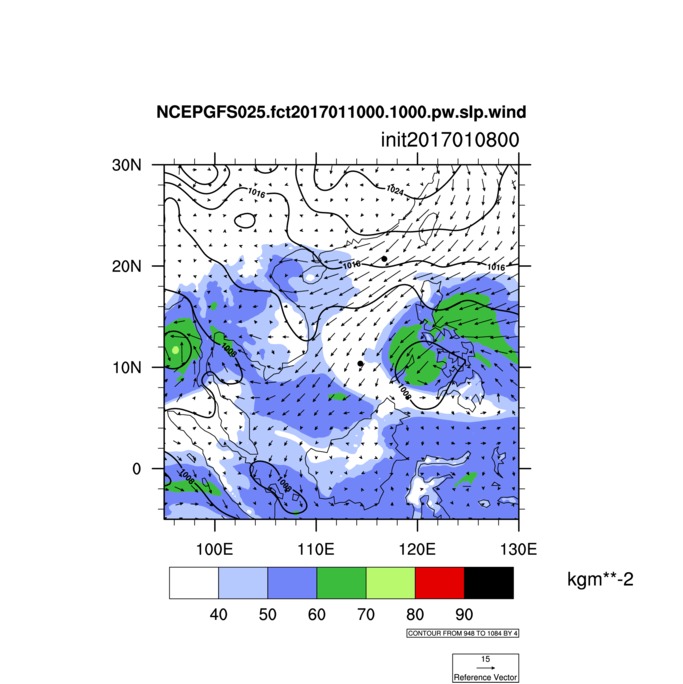 NCEPGFS025.fct2017011000.1000.pw.slp.wind
init2017010800
30N
20N
10N
0
100E 110E 120E 130E
1016
1024
1016
1016
1008
1008
1008
1008
40 50 60 70 80 90
kgm**-2
CONTOUR FROM 948 TO 1084 BY 4
15
Reference Vector